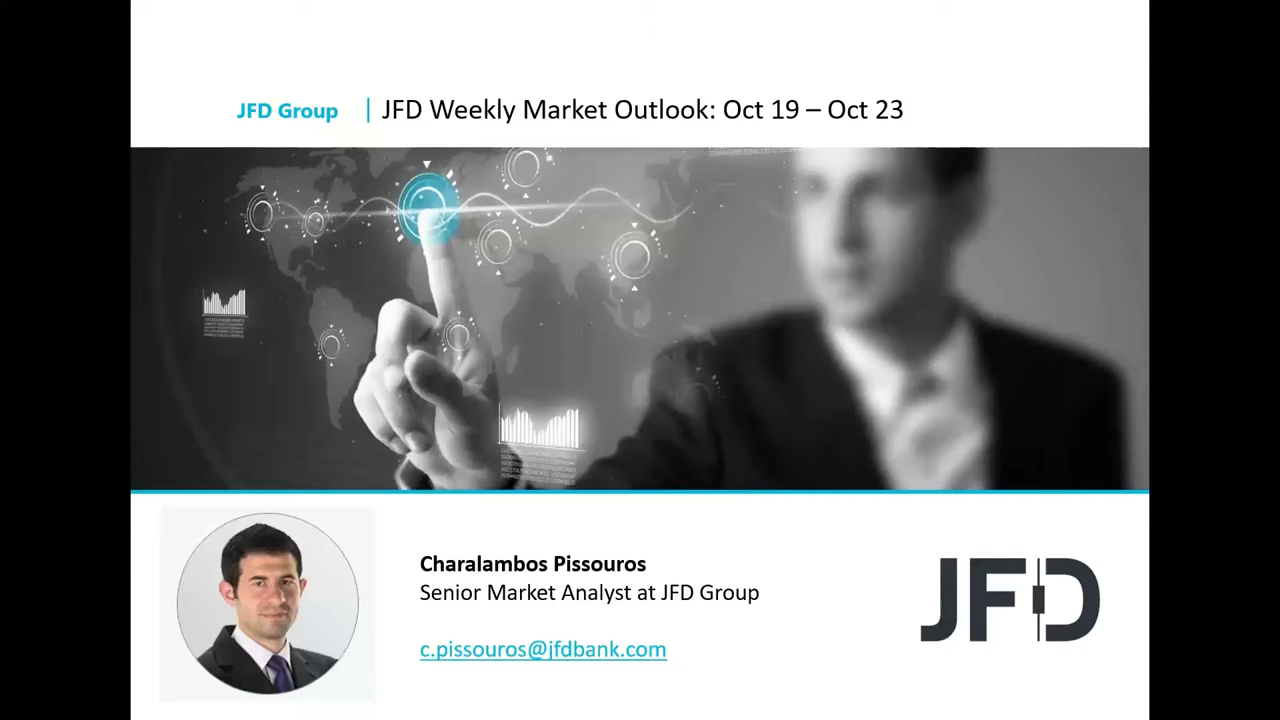 JFD Group | JFD Weekly Market Outlook: Oct 19 – Oct 23
Charalambos Pissouros
Senior Market Analyst at JFD Group
c.pissouros@jfdbank.com
JFD